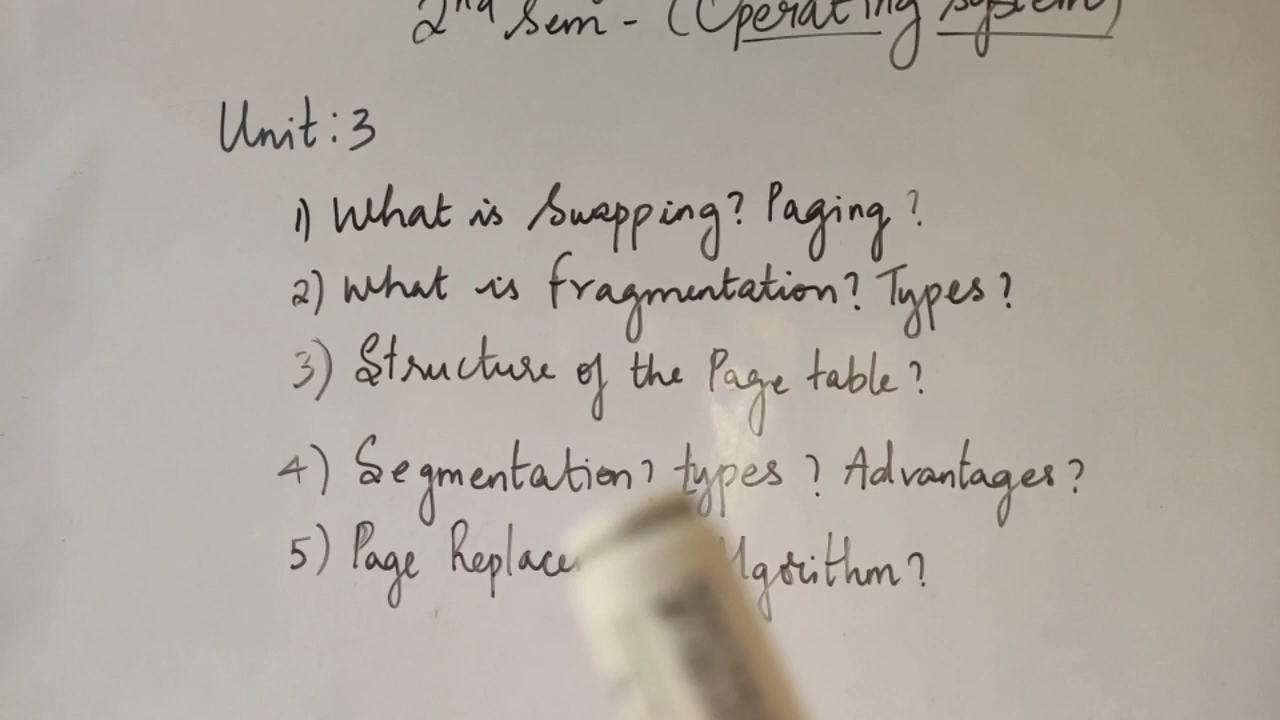 2nd Sem - (Operating System)
Unit: 3
1) What is Swapping? Paging?
2) What is fragmentation? Types?
3) Structure of the Page table?
4) Segmentation? types? Advantages?
5) Page Replace lgorithm?